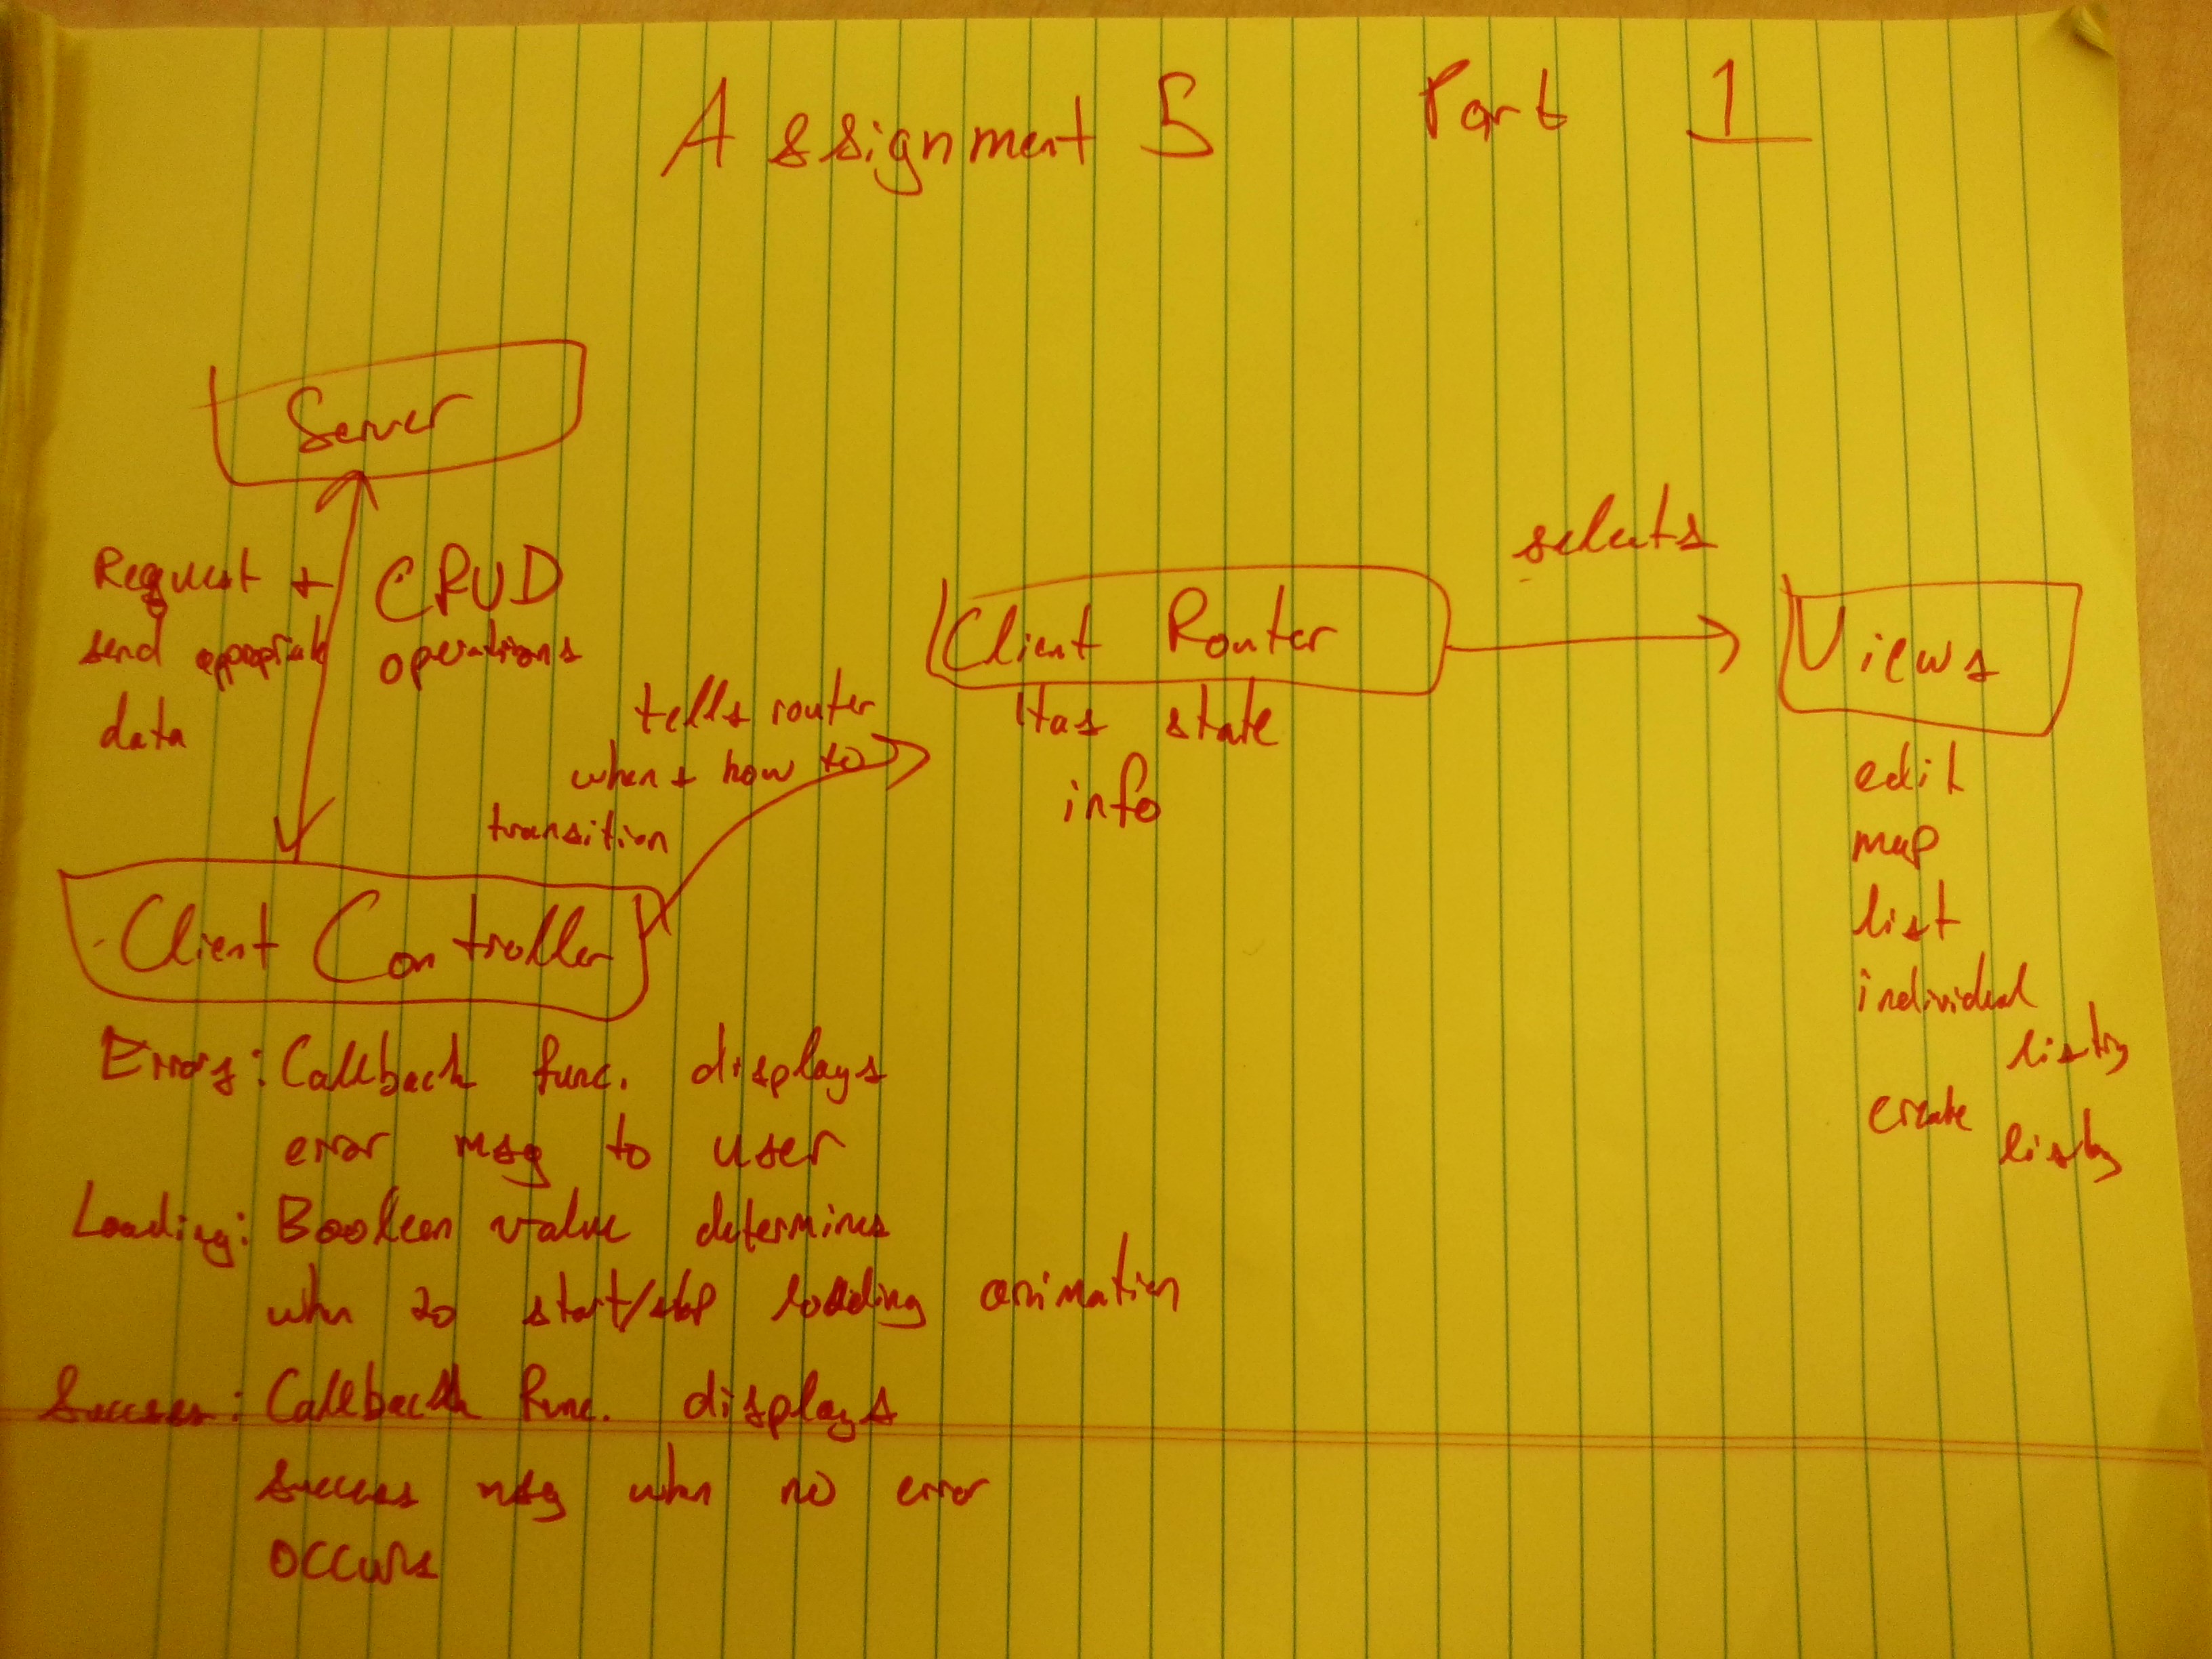 Assignment 5 Part 1
Server
Request +
send appropriate
data
CRUD
operations
tells router
when + how to
transition
Client Router
Has state
info
selects
Views
edit
map
list
individual
listing
create
listing
Client Controller
Errors: Callback func. displays
error msg to user
Loading: Boolean value determines
when to start/stop loading animation
Success: Callback func. displays
success msg when no error
occurs